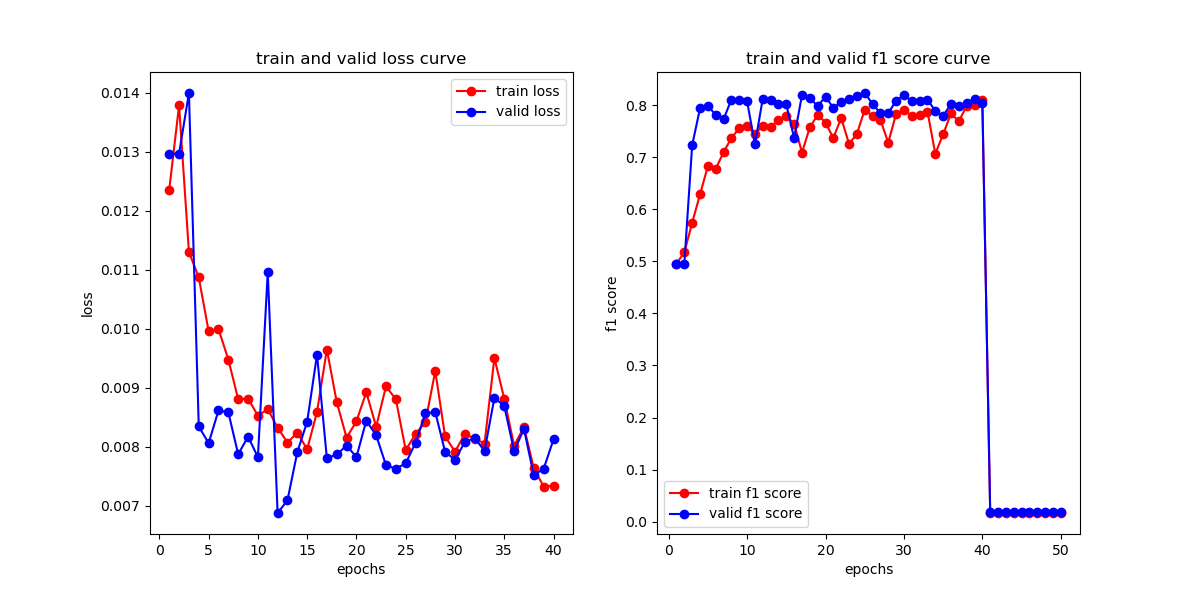 train and valid loss curve
train loss
valid loss
0.014
0.013
0.012
0.011
0.010
0.009
0.008
0.007
loss
0 5 10 15 20 25 30 35 40
epochs
train and valid f1 score curve
0.8
0.7
0.6
0.5
0.4
0.3
0.2
0.1
0.0
f1 score
train f1 score
valid f1 score
0 10 20 30 40 50
epochs